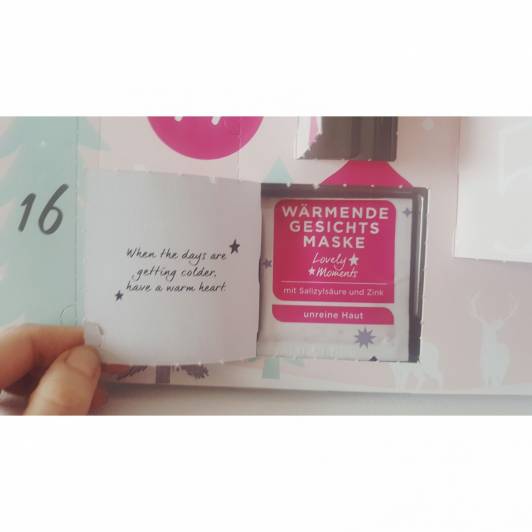 16
When the days are
getting colder,
have a warm heart.
WÄRMENDE
GESICHTS
MASKE
Lovely
Moments
mit Salizylsäure und Zink
unreine Haut